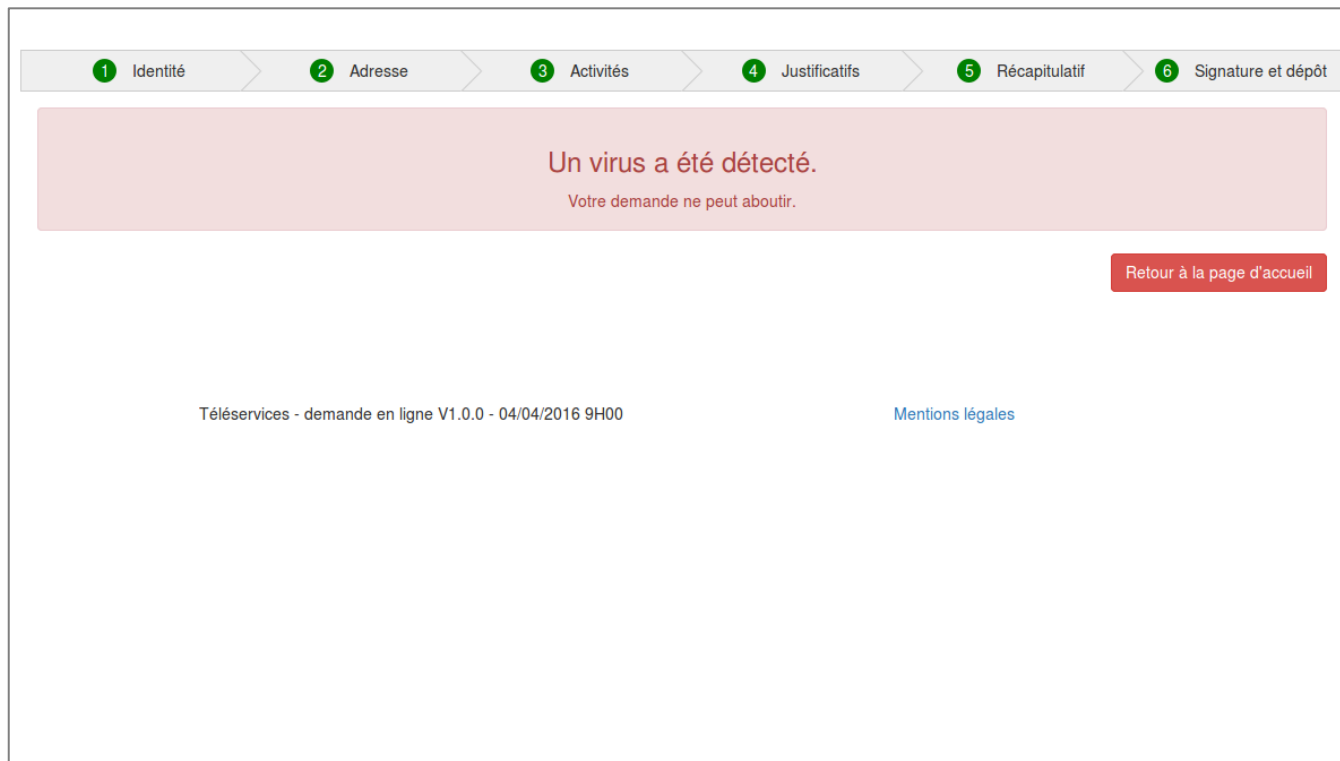 1 Identité 2 Adresse 3 Activités 4 Justificatifs 5 Récapitulatif 6 Signature et dépôt
Un virus a été détecté.
Votre demande ne peut aboutir.
Retour à la page d'accueil
Téléservices - demande en ligne V1.0.0 - 04/04/2016 9H00 Mentions légales